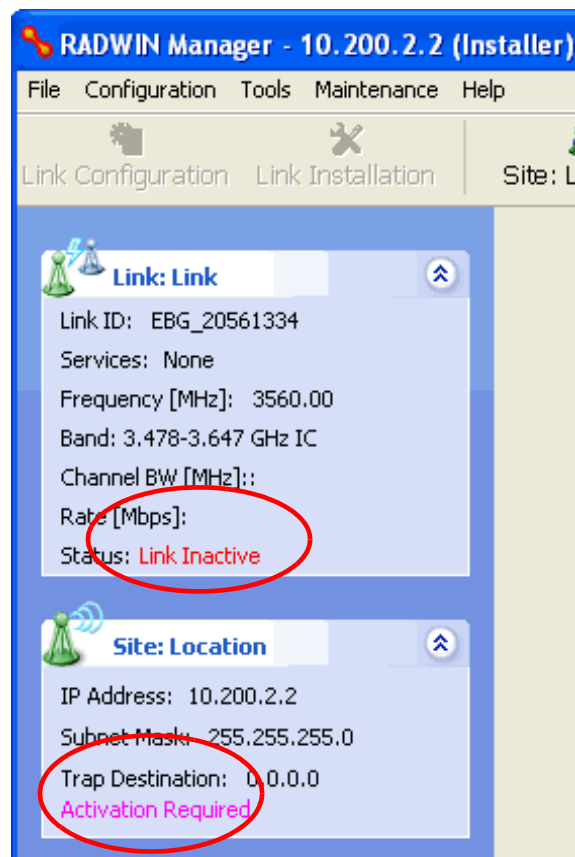 RADWIN Manager - 10.200.2.2 (Installer)
File Configuration Tools Maintenance Help
Link Configuration Link Installation Site:
Link: Link
Link ID: EBG_20561334
Services: None
Frequency [MHz]: 3560.00
Band: 3.478-3.647 GHz IC
Channel BW [MHz]::
Rate [Mbps]:
Status: Link Inactive
Site: Location
IP Address: 10.200.2.2
Subnet Mask: 255.255.255.0
Trap Destination: 0.0.0.0
Activation Required